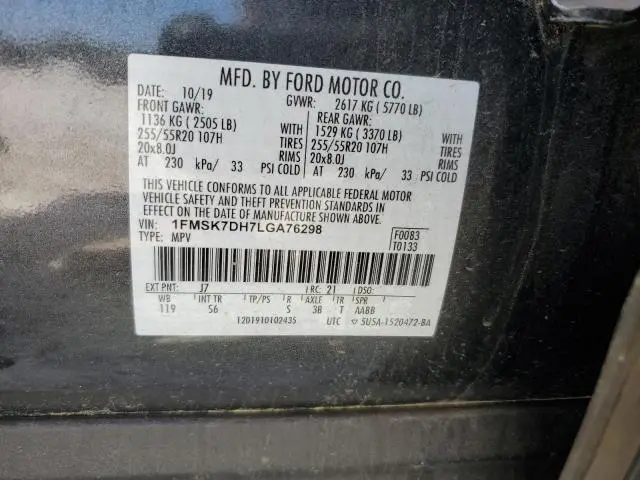 MFD. BY FORD MOTOR CO.
DATE: 10/19 GVWR: 2617 KG (5770 LB)
FRONT GAWR: REAR GAWR:
1136 KG (2505 LB) WITH 1529 KG (3370 LB) WITH
255/55R20 107H TIRES 255/55R20 107H TIRES
20x8.0J RIMS 20x8.0J RIMS
AT 230 kPa/ 33 PSI COLD AT 230 kPa/ 33 PSI COLD
THIS VEHICLE CONFORMS TO ALL APPLICABLE FEDERAL MOTOR
VEHICLE SAFETY AND THEFT PREVENTION STANDARDS IN
EFFECT ON THE DATE OF MANUFACTURE SHOWN ABOVE.
VIN: 1FMSK7DH7LGA76298 F0083
TYPE: MPV T0133
EXT PNT: J7 RC: 21 DSO:
WB INT TR TP/PS R AXLE TR SPR
119 S6 S 3B T AABB
1201910102435 UTC 5USA-1520472-BA